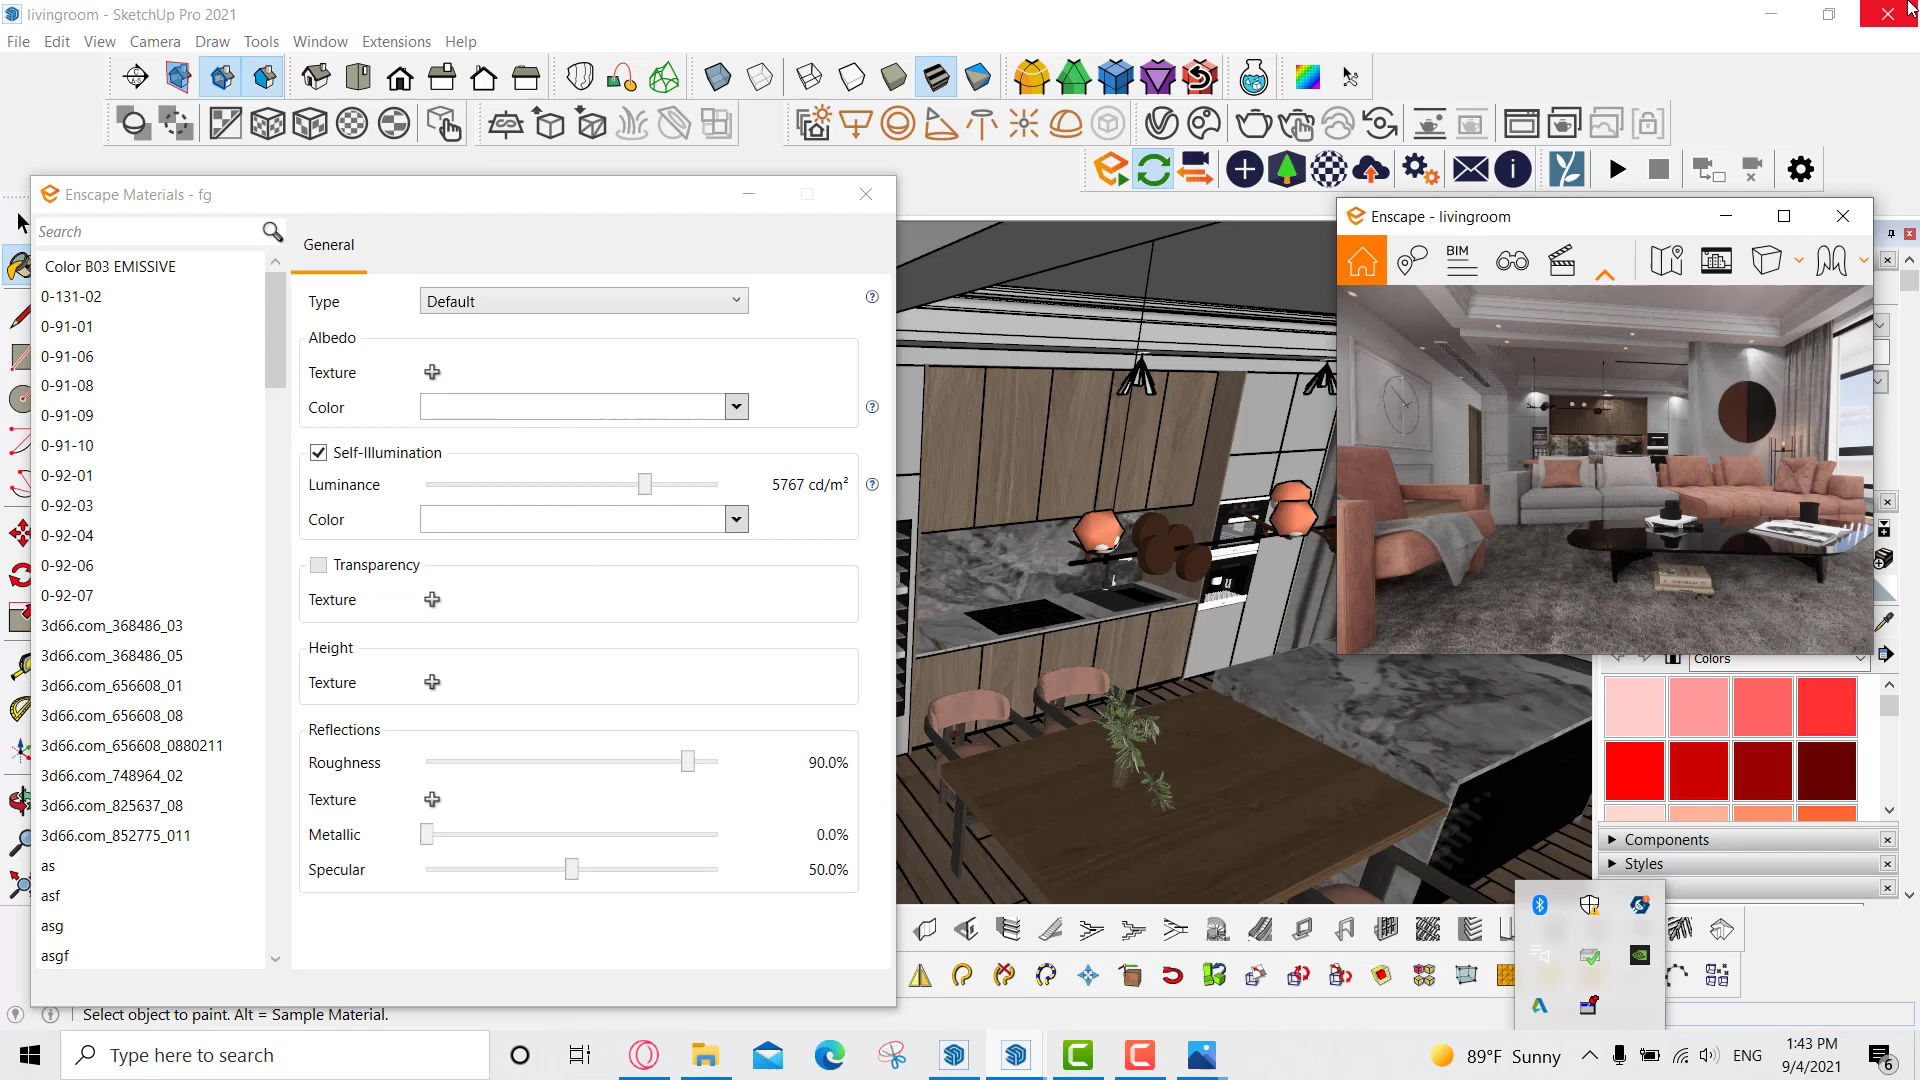 livingroom - SketchUp Pro 2021
File Edit View Camera Draw Tools Window Extensions Help
Enscape Materials - fg
Search
Color B03 EMISSIVE
0-131-02
0-91-01
0-91-06
0-91-08
0-91-09
0-91-10
0-92-01
0-92-03
0-92-04
0-92-06
0-92-07
3d66.com_368486_03
3d66.com_368486_05
3d66.com_656608_01
3d66.com_656608_08
3d66.com_656608_0880211
3d66.com_748964_02
3d66.com_825637_08
3d66.com_852775_011
as
asf
asg
asgf
General
Type Default
Albedo
Texture
Color
Self-Illumination
Luminance 5767 cd/m²
Color
Transparency
Texture
Height
Texture
Reflections
Roughness 90.0%
Texture
Metallic 0.0%
Specular 50.0%
Enscape - livingroom
BIM
Colors
Components
Styles
Select object to paint. Alt = Sample Material.
Type here to search
89°F Sunny
ENG
1:43 PM
9/4/2021
6